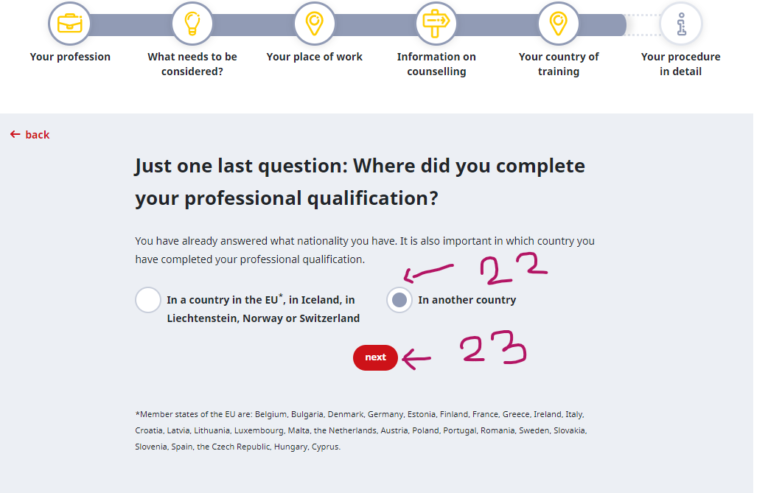 Your profession
What needs to be
considered?
Your place of work
Information on
counselling
Your country of
training
Your procedure
in detail
← back
Just one last question: Where did you complete
your professional qualification?
You have already answered what nationality you have. It is also important in which country you
have completed your professional qualification.
22
In a country in the EU*, in Iceland, in
Liechtenstein, Norway or Switzerland
In another country
next
23
*Member states of the EU are: Belgium, Bulgaria, Denmark, Germany, Estonia, Finland, France, Greece, Ireland, Italy,
Croatia, Latvia, Lithuania, Luxembourg, Malta, the Netherlands, Austria, Poland, Portugal, Romania, Sweden, Slovakia,
Slovenia, Spain, the Czech Republic, Hungary, Cyprus.